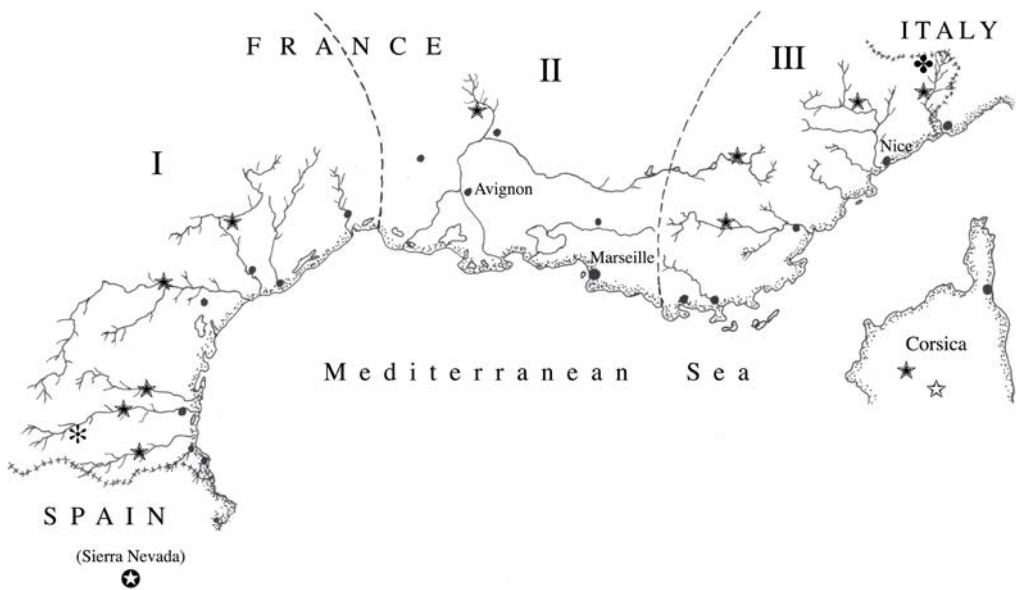 FRANCE
ITALY
I
II
III
Avignon
Nice
Marseille
Mediterranean Sea
Corsica
SPAIN
(Sierra Nevada)